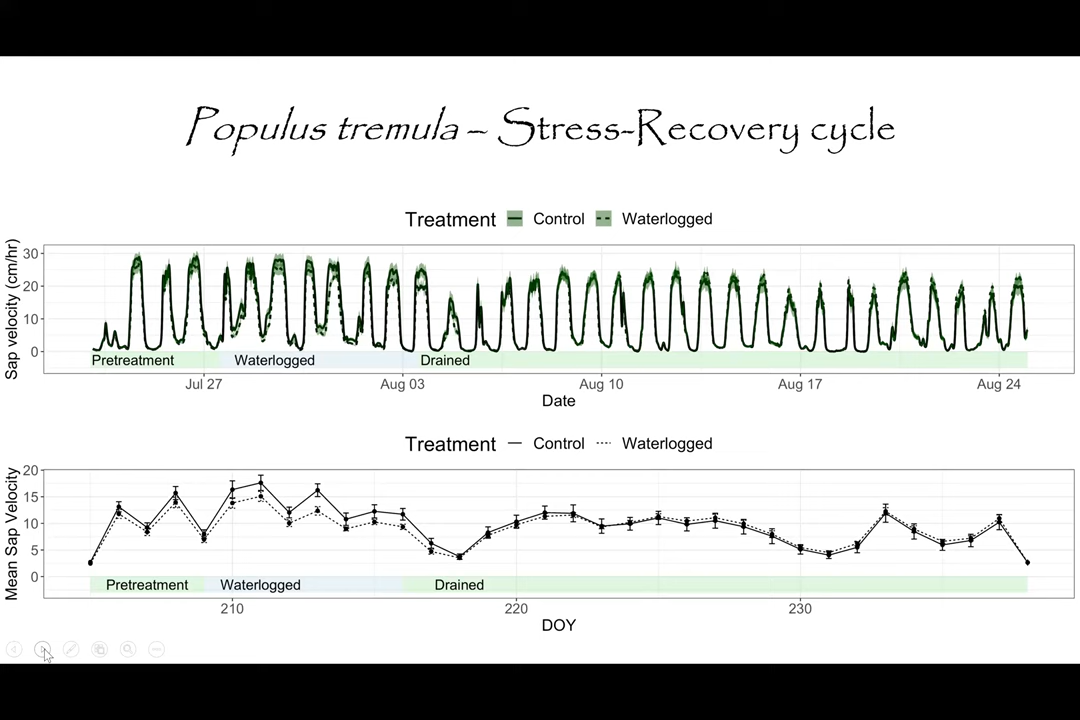 Populus tremula – Stress-Recovery cycle
Treatment Control Waterlogged
Sap velocity (cm/hr)
30
20
10
0
Pretreatment Waterlogged Drained
Jul 27 Aug 03 Aug 10 Aug 17 Aug 24
Date
Treatment Control Waterlogged
Mean Sap Velocity
20
15
10
5
0
Pretreatment Waterlogged Drained
210 220 230
DOY